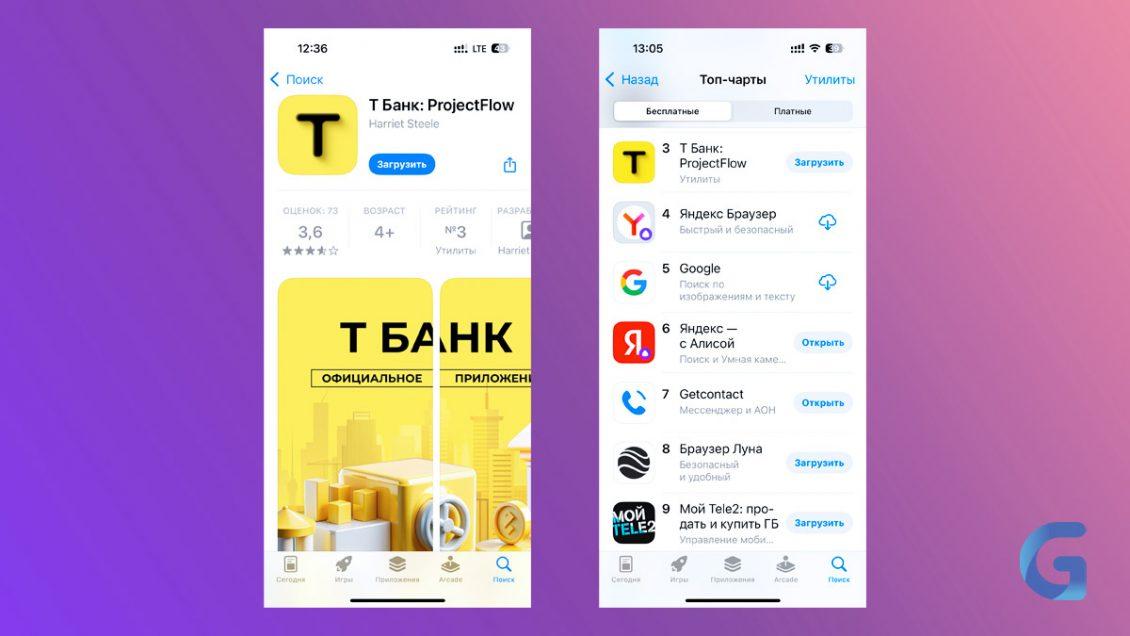 12:36
LTE
Поиск
T
Т Банк: ProjectFlow
Harriet Steele
Загрузить
ОЦЕНОК: 73
3,6
ВОЗРАСТ
4+
РЕЙТИНГ
№3
Утилиты
РАЗРАБ
Harriet
Т БАНК
ОФИЦИАЛЬНОЕ
ПРИЛОЖЕНИ
Сегодня
Игры
Приложения
Arcade
Поиск
13:05
Назад
Топ-чарты
Утилиты
Бесплатные
Платные
T
3
Т Банк:
ProjectFlow
Утилиты
Загрузить
4
Яндекс Браузер
Быстрый и безопасный
5
G
Google
Поиск по
изображениям и тексту
6
Я
Яндекс —
с Алисой
Поиск и Умная каме...
Открыть
7
Getcontact
Мессенджер и АОН
Открыть
8
Браузер Луна
Безопасный
и удобный
Загрузить
МОЙ
TELE2
9
Мой Tele2: про-
дать и купить ГБ
Управление моби...
Загрузить
Сегодня
Игры
Приложения
Arcade
Поиск